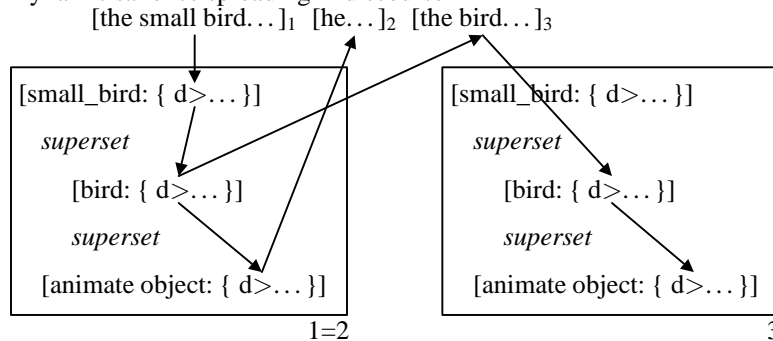 [the small bird. . . ]1 [he. . . ]2 [the bird. . . ]3
[small_bird: { d>. . . }] [small_bird: { d>. . . }]
superset superset
[bird: { d>. . . }] [bird: { d>. . . }]
superset superset
[animate object: { d>. . . }] [animate object: { d>. . . }]
1=2 3